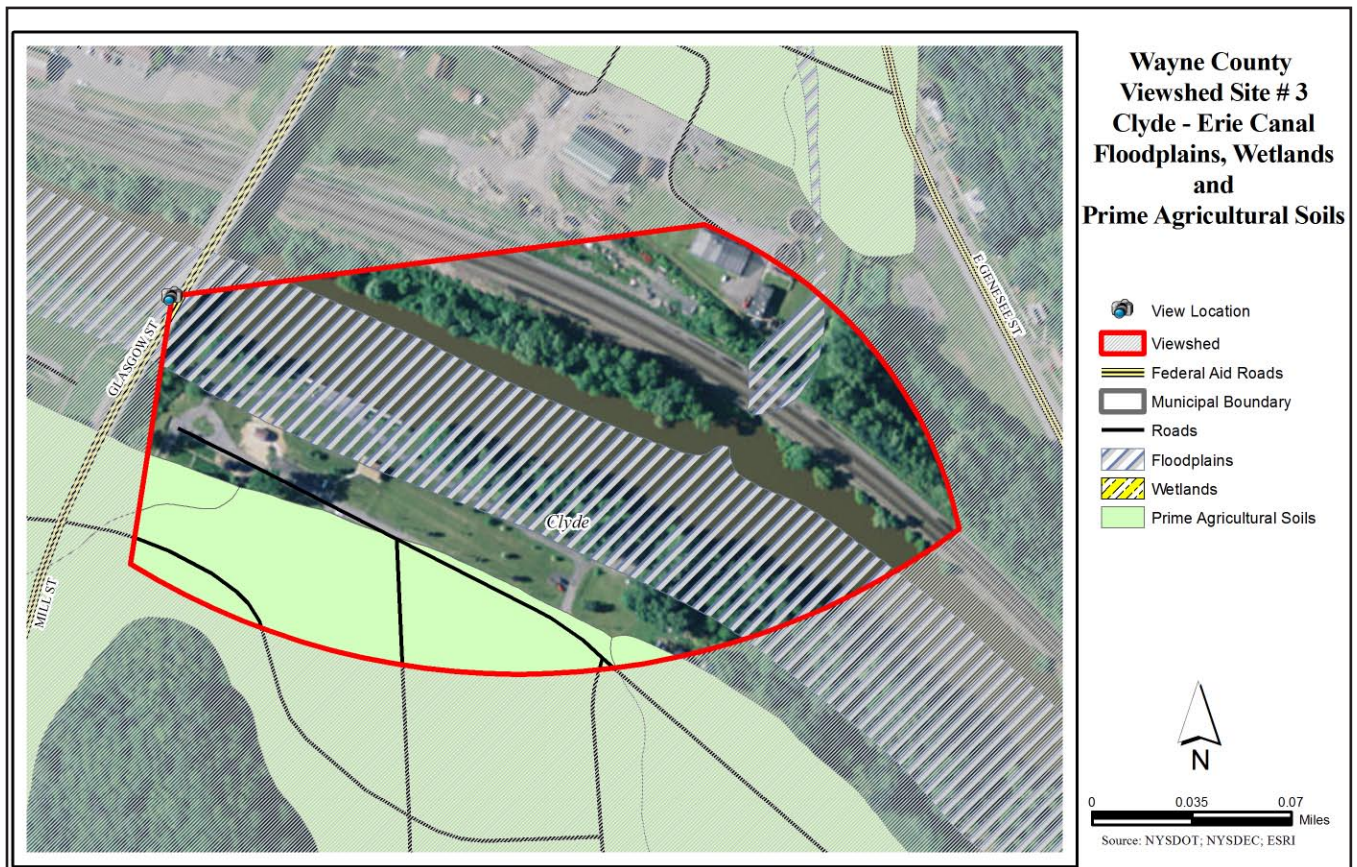 Wayne County
Viewshed Site # 3
Clyde - Erie Canal
Floodplains, Wetlands
and
Prime Agricultural Soils
View Location
Viewshed
Federal Aid Roads
Municipal Boundary
Roads
Floodplains
Wetlands
Prime Agricultural Soils
N
0 0.035 0.07
Miles
Source: NYSDOT; NYSDEC; ESRI
GLASGOW ST
E GENESEE ST
Clyde
MILL ST